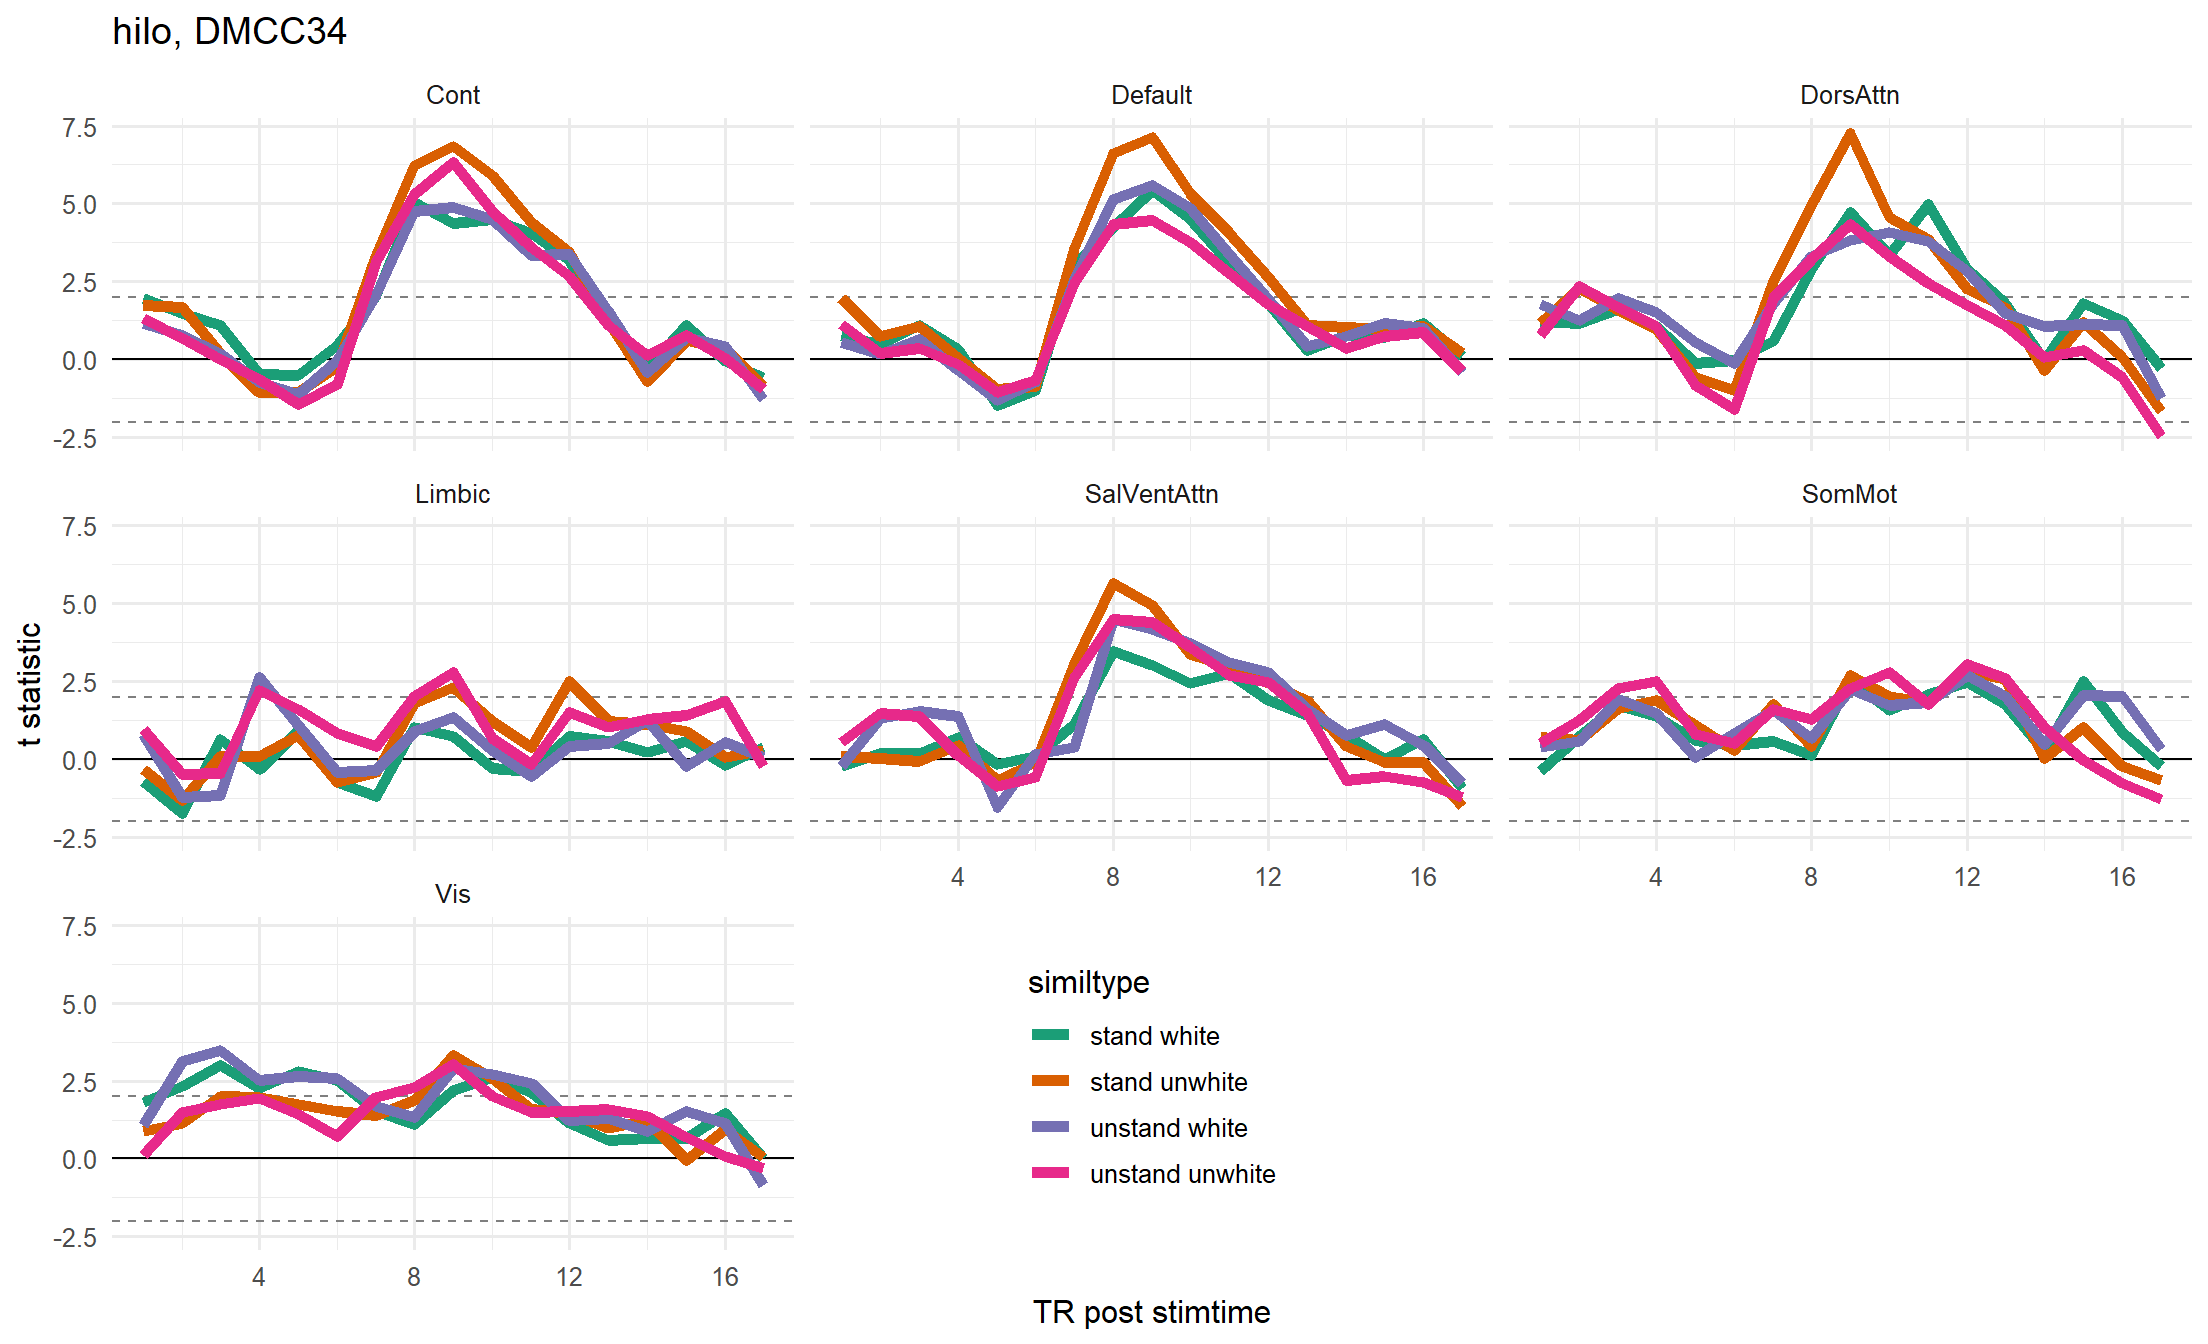 hilo, DMCC34
Cont
Default
DorsAttn
7.5
5.0
2.5
0.0
-2.5
Limbic
SalVentAttn
SomMot
7.5
5.0
2.5
0.0
-2.5
t statistic
4 8 12 16
4 8 12 16
Vis
7.5
5.0
2.5
0.0
-2.5
4 8 12 16
similtype
stand white
stand unwhite
unstand white
unstand unwhite
TR post stimtime